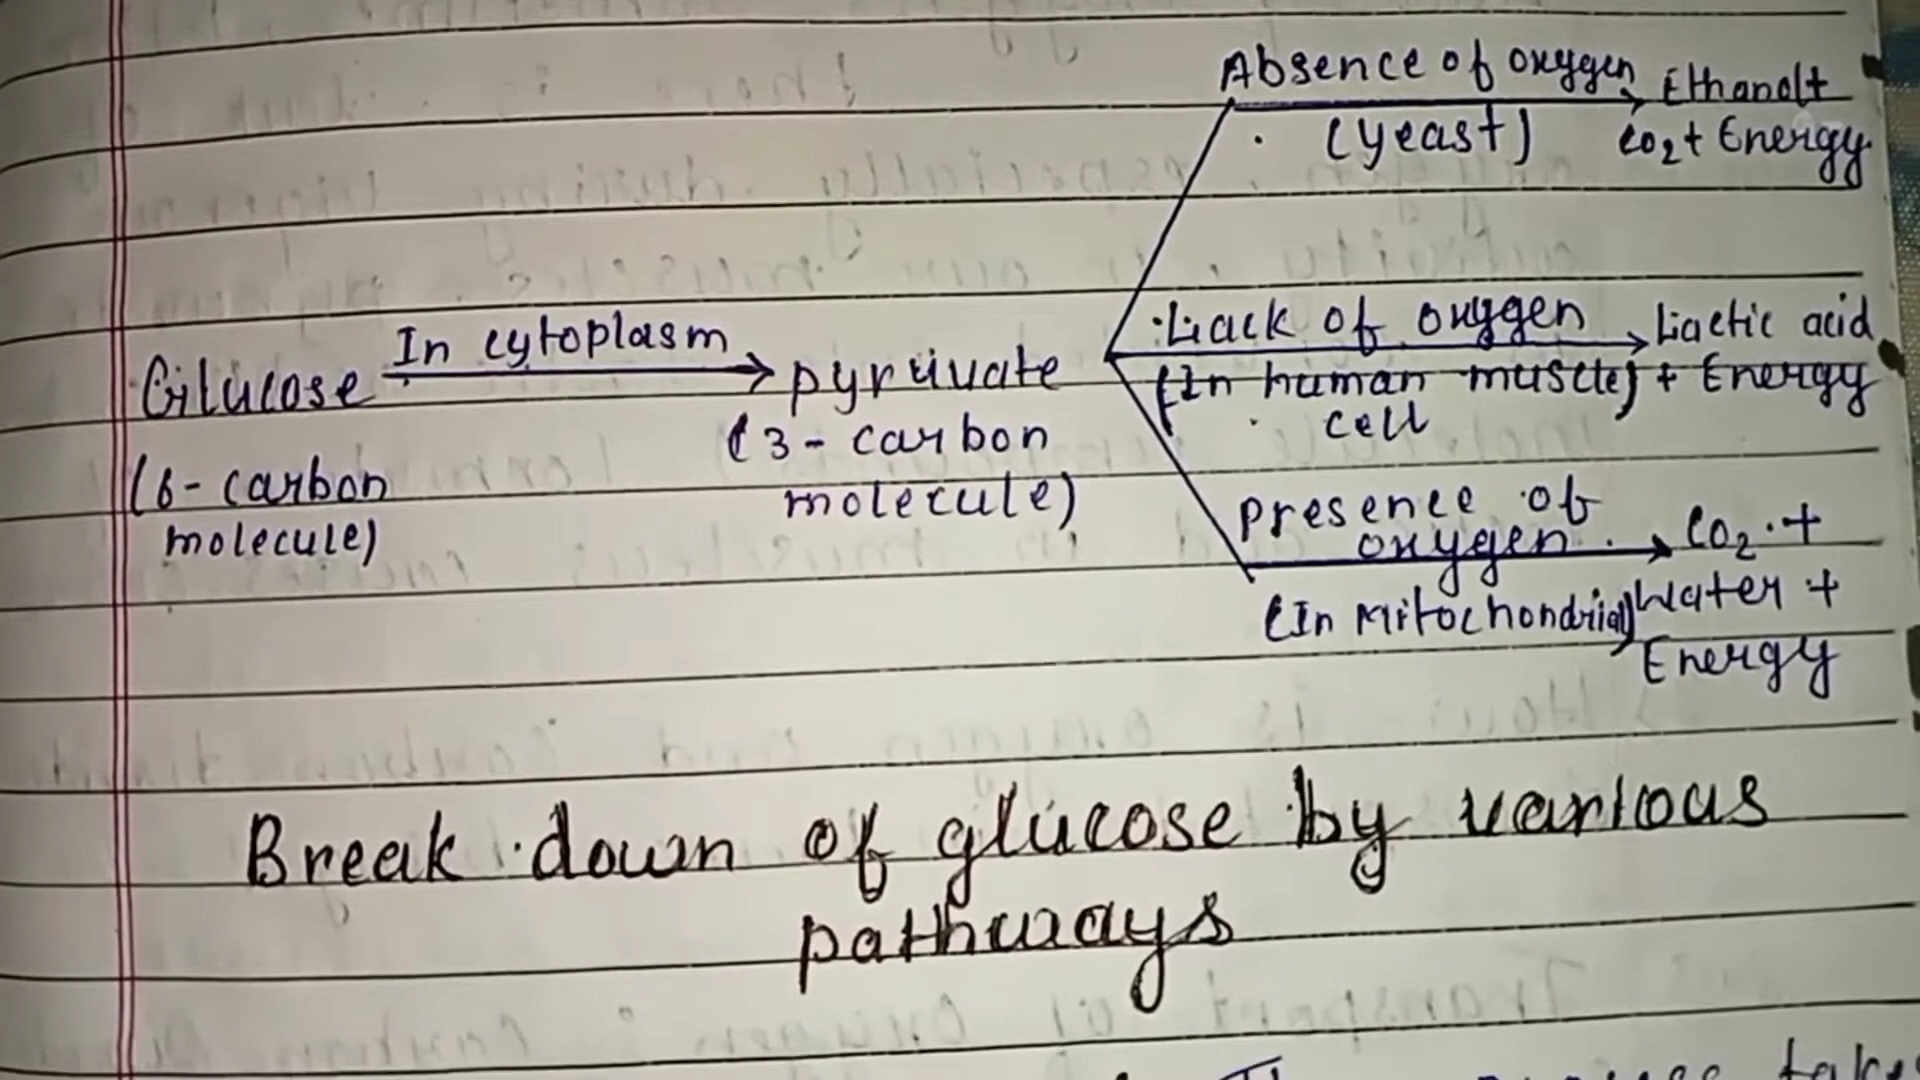 Absence of oxygen Ethanol+
(yeast) CO2+ Energy
In cytoplasm Lack of oxygen Lactic acid
Glucose pyruvate (In human muscle) + Energy
cell
(3- carbon
(6- carbon molecule) presence of
molecule) oxygen CO2 +
(In Mitochondria) Water +
Energy
Break down of glucose by various
pathways